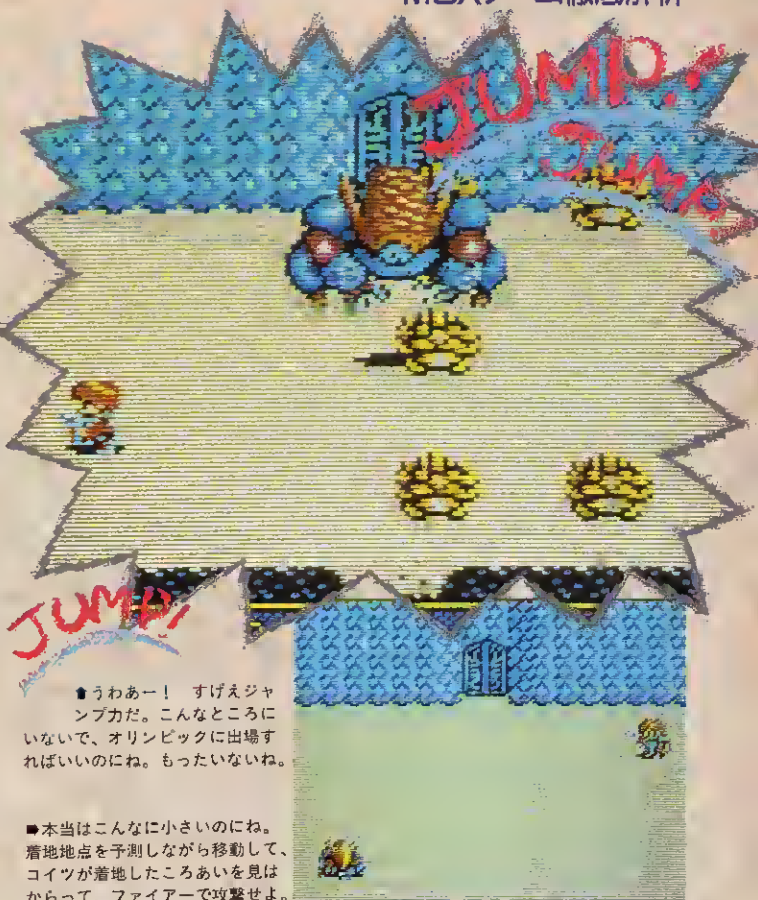 JUMP!
JUMP!
JUMP!
⬆うわあー！　すげえジャ
ンプ力だ。こんなところに
いないで、オリンピックに出場す
ればいいのにね。もったいないね。
➡本当はこんなに小さいのにね。
着地地点を予測しながら移動して、
コイツが着地したころあいを見は
からって、ファイアーで攻撃せよ。